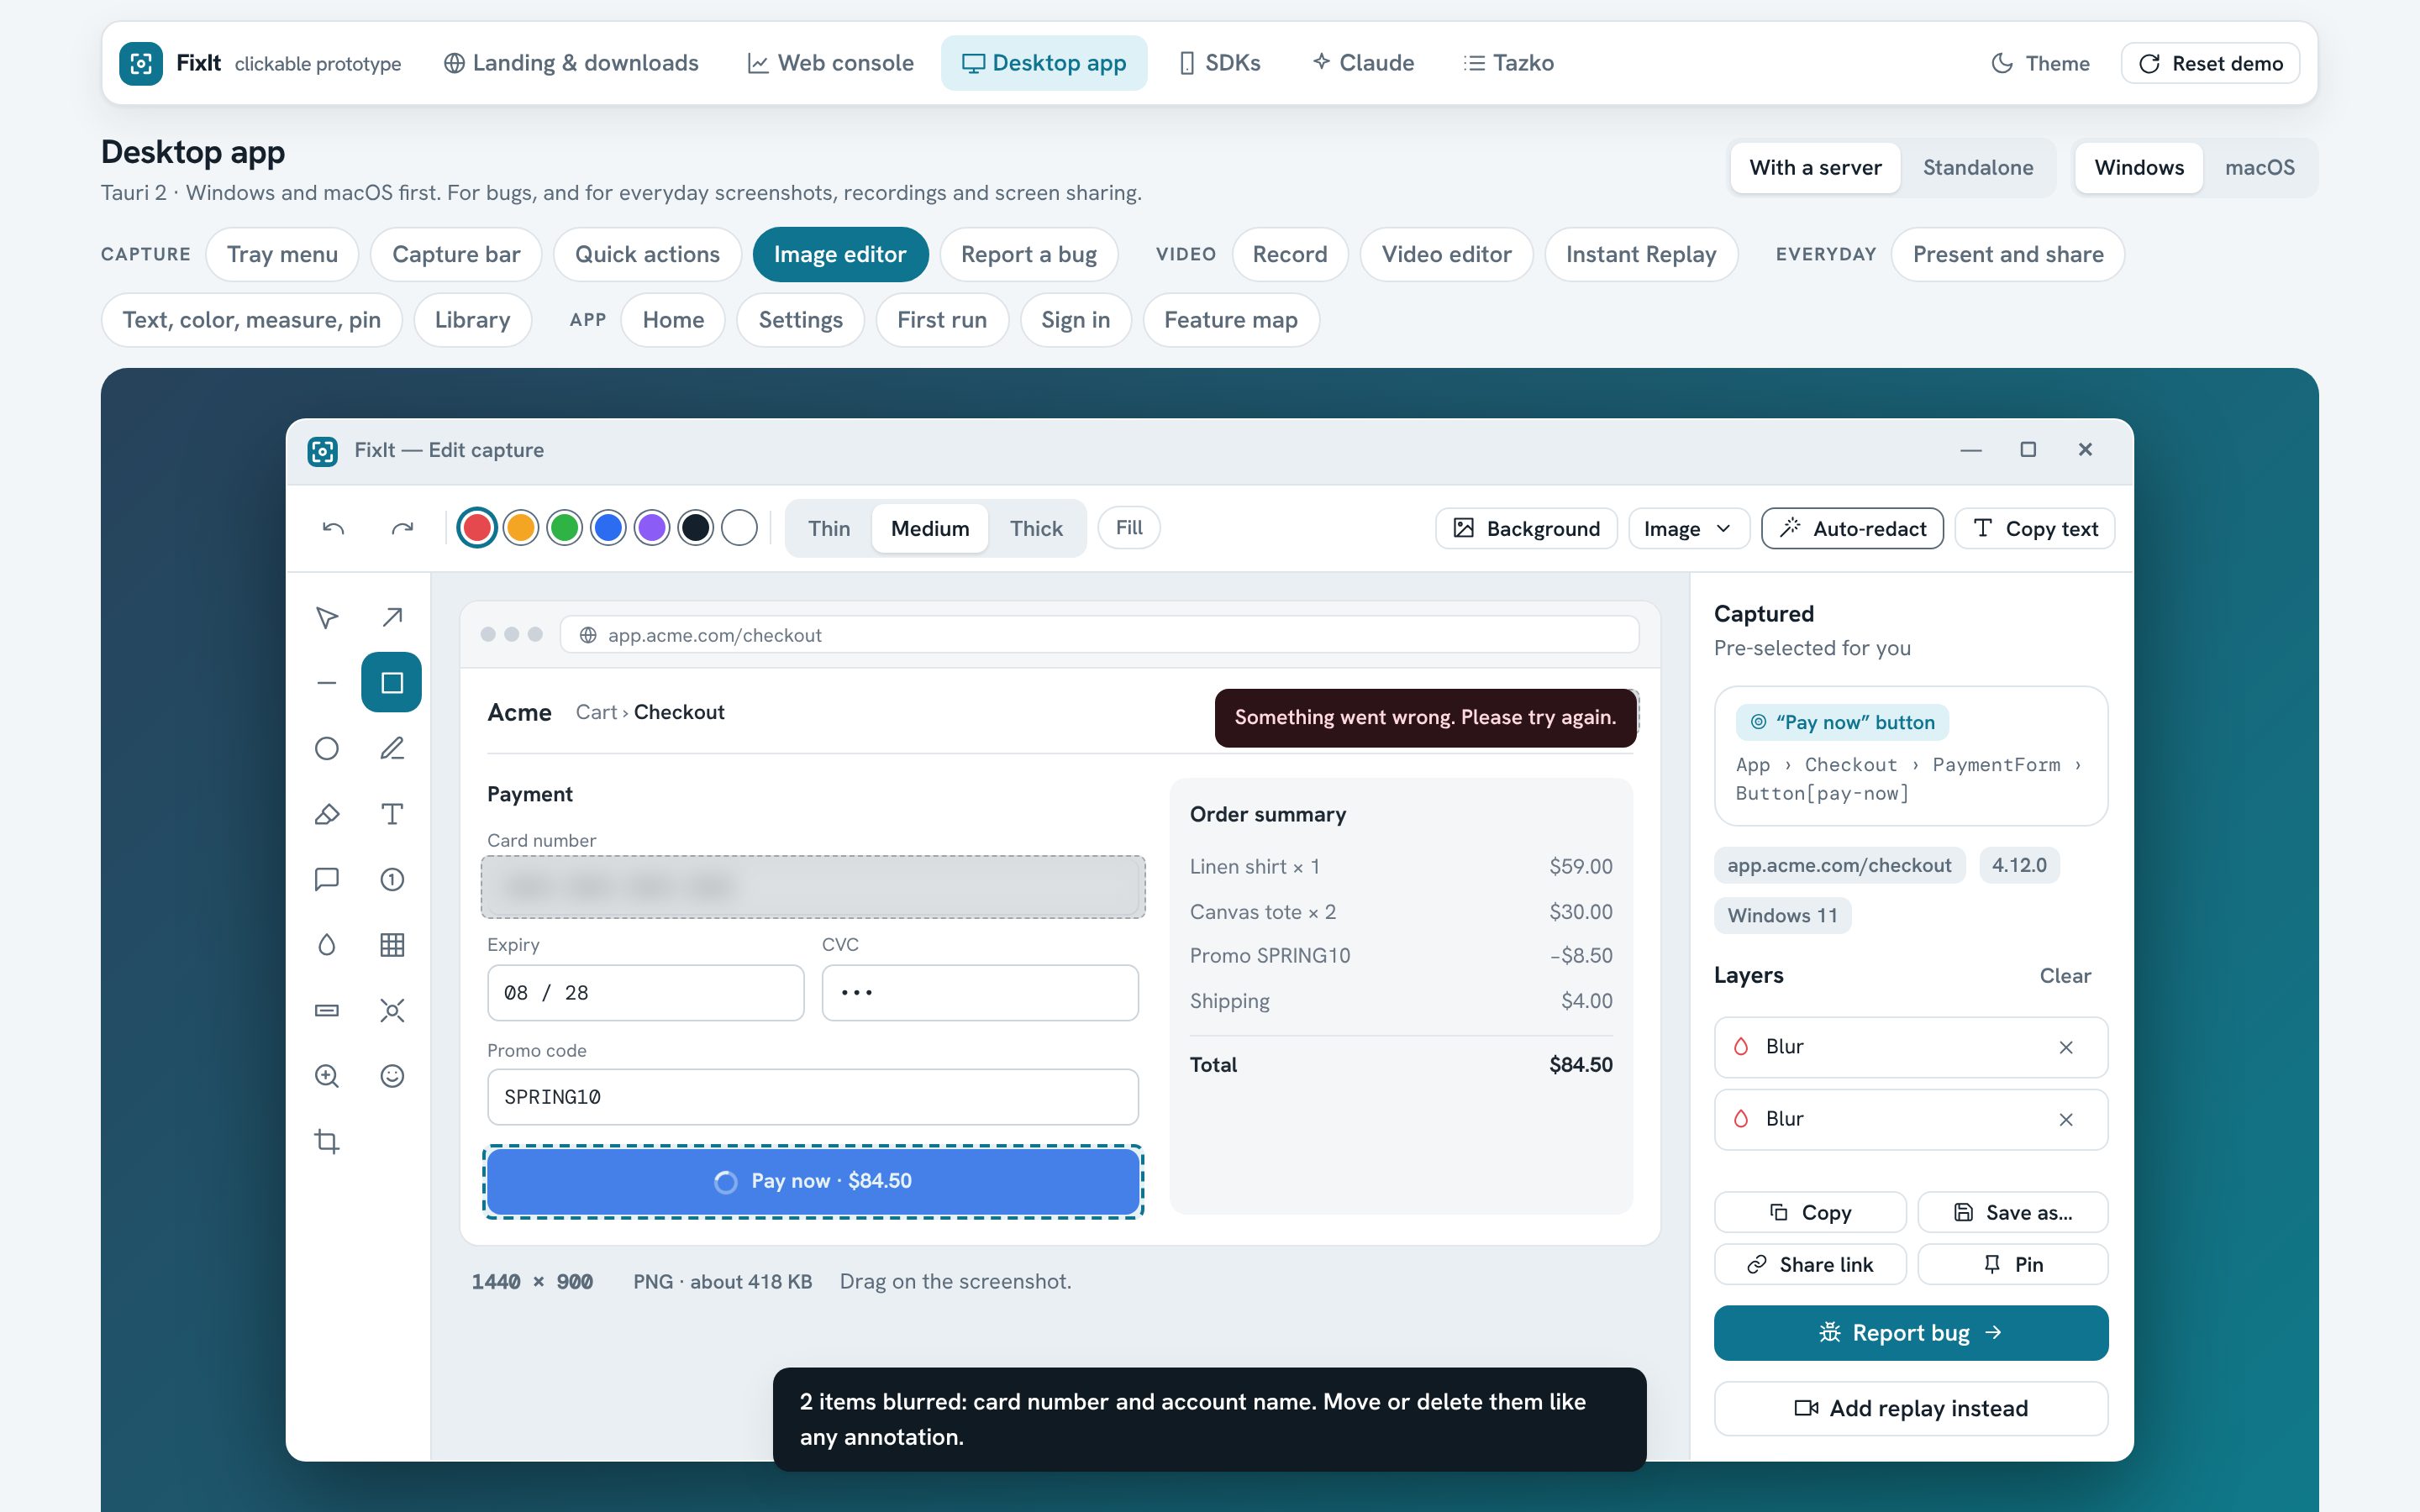 FixIt clickable prototype Landing & downloads Web console Desktop app SDKs Claude Tazko Theme Reset demo
Desktop app
Tauri 2 · Windows and macOS first. For bugs, and for everyday screenshots, recordings and screen sharing.
With a server Standalone Windows macOS
CAPTURE Tray menu Capture bar Quick actions Image editor Report a bug VIDEO Record Video editor Instant Replay EVERYDAY Present and share
Text, color, measure, pin Library APP Home Settings First run Sign in Feature map
FixIt — Edit capture
Thin Medium Thick Fill Background Image Auto-redact Copy text
app.acme.com/checkout
Acme Cart › Checkout
Something went wrong. Please try again.
Payment
Card number
Expiry CVC
08 / 28 •••
Promo code
SPRING10
Pay now · $84.50
Order summary
Linen shirt × 1 $59.00
Canvas tote × 2 $30.00
Promo SPRING10 −$8.50
Shipping $4.00
Total $84.50
1440 × 900 PNG · about 418 KB Drag on the screenshot.
Captured
Pre-selected for you
“Pay now” button
App › Checkout › PaymentForm ›
Button[pay-now]
app.acme.com/checkout 4.12.0
Windows 11
Layers Clear
Blur
Blur
Copy Save as...
Share link Pin
Report bug
Add replay instead
2 items blurred: card number and account name. Move or delete them like
any annotation.